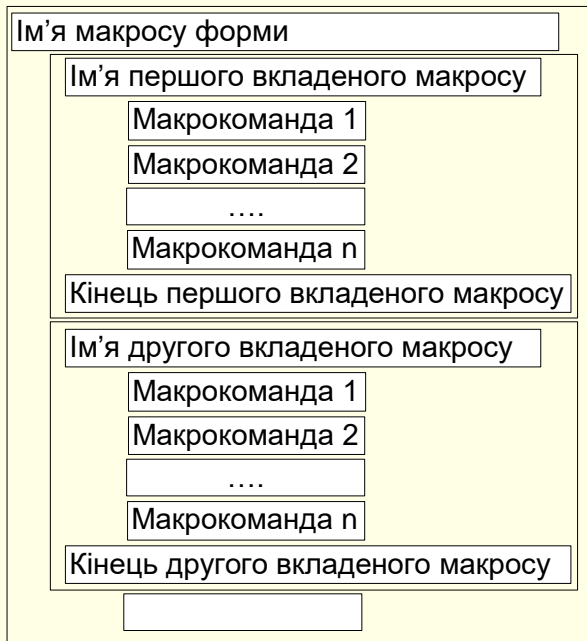 Ім’я макросу форми
Ім’я першого вкладеного макросу
Макрокоманда 1
Макрокоманда 2
….
Макрокоманда n
Кінець першого вкладеного макросу
Ім’я другого вкладеного макросу
Макрокоманда 1
Макрокоманда 2
….
Макрокоманда n
Кінець другого вкладеного макросу